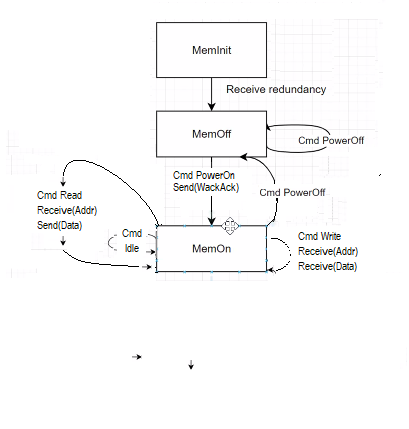 MemInit
Receive redundancy
MemOff
Cmd PowerOff
Cmd PowerOn
Send(WackAck)
Cmd PowerOff
Cmd Read
Receive(Addr)
Send(Data)
Cmd
Idle
MemOn
Cmd Write
Receive(Addr)
Receive(Data)